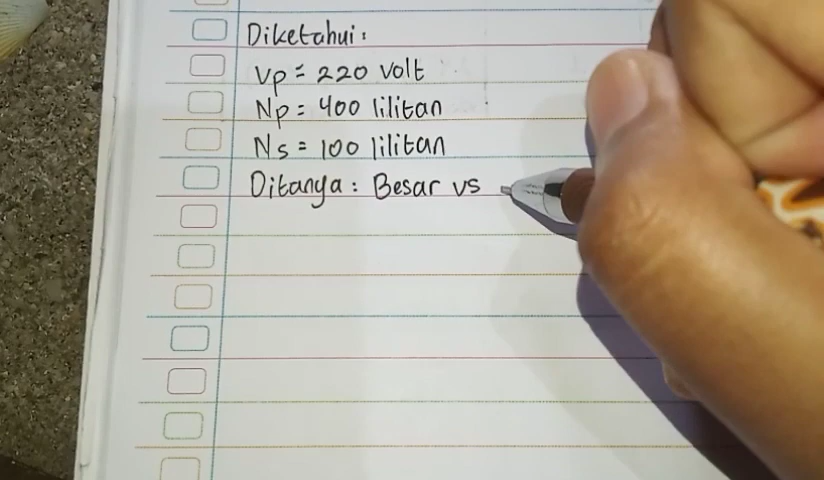 Diketahui:
Vp = 220 volt
Np = 400 lilitan
Ns = 100 lilitan
Ditanya : Besar vs